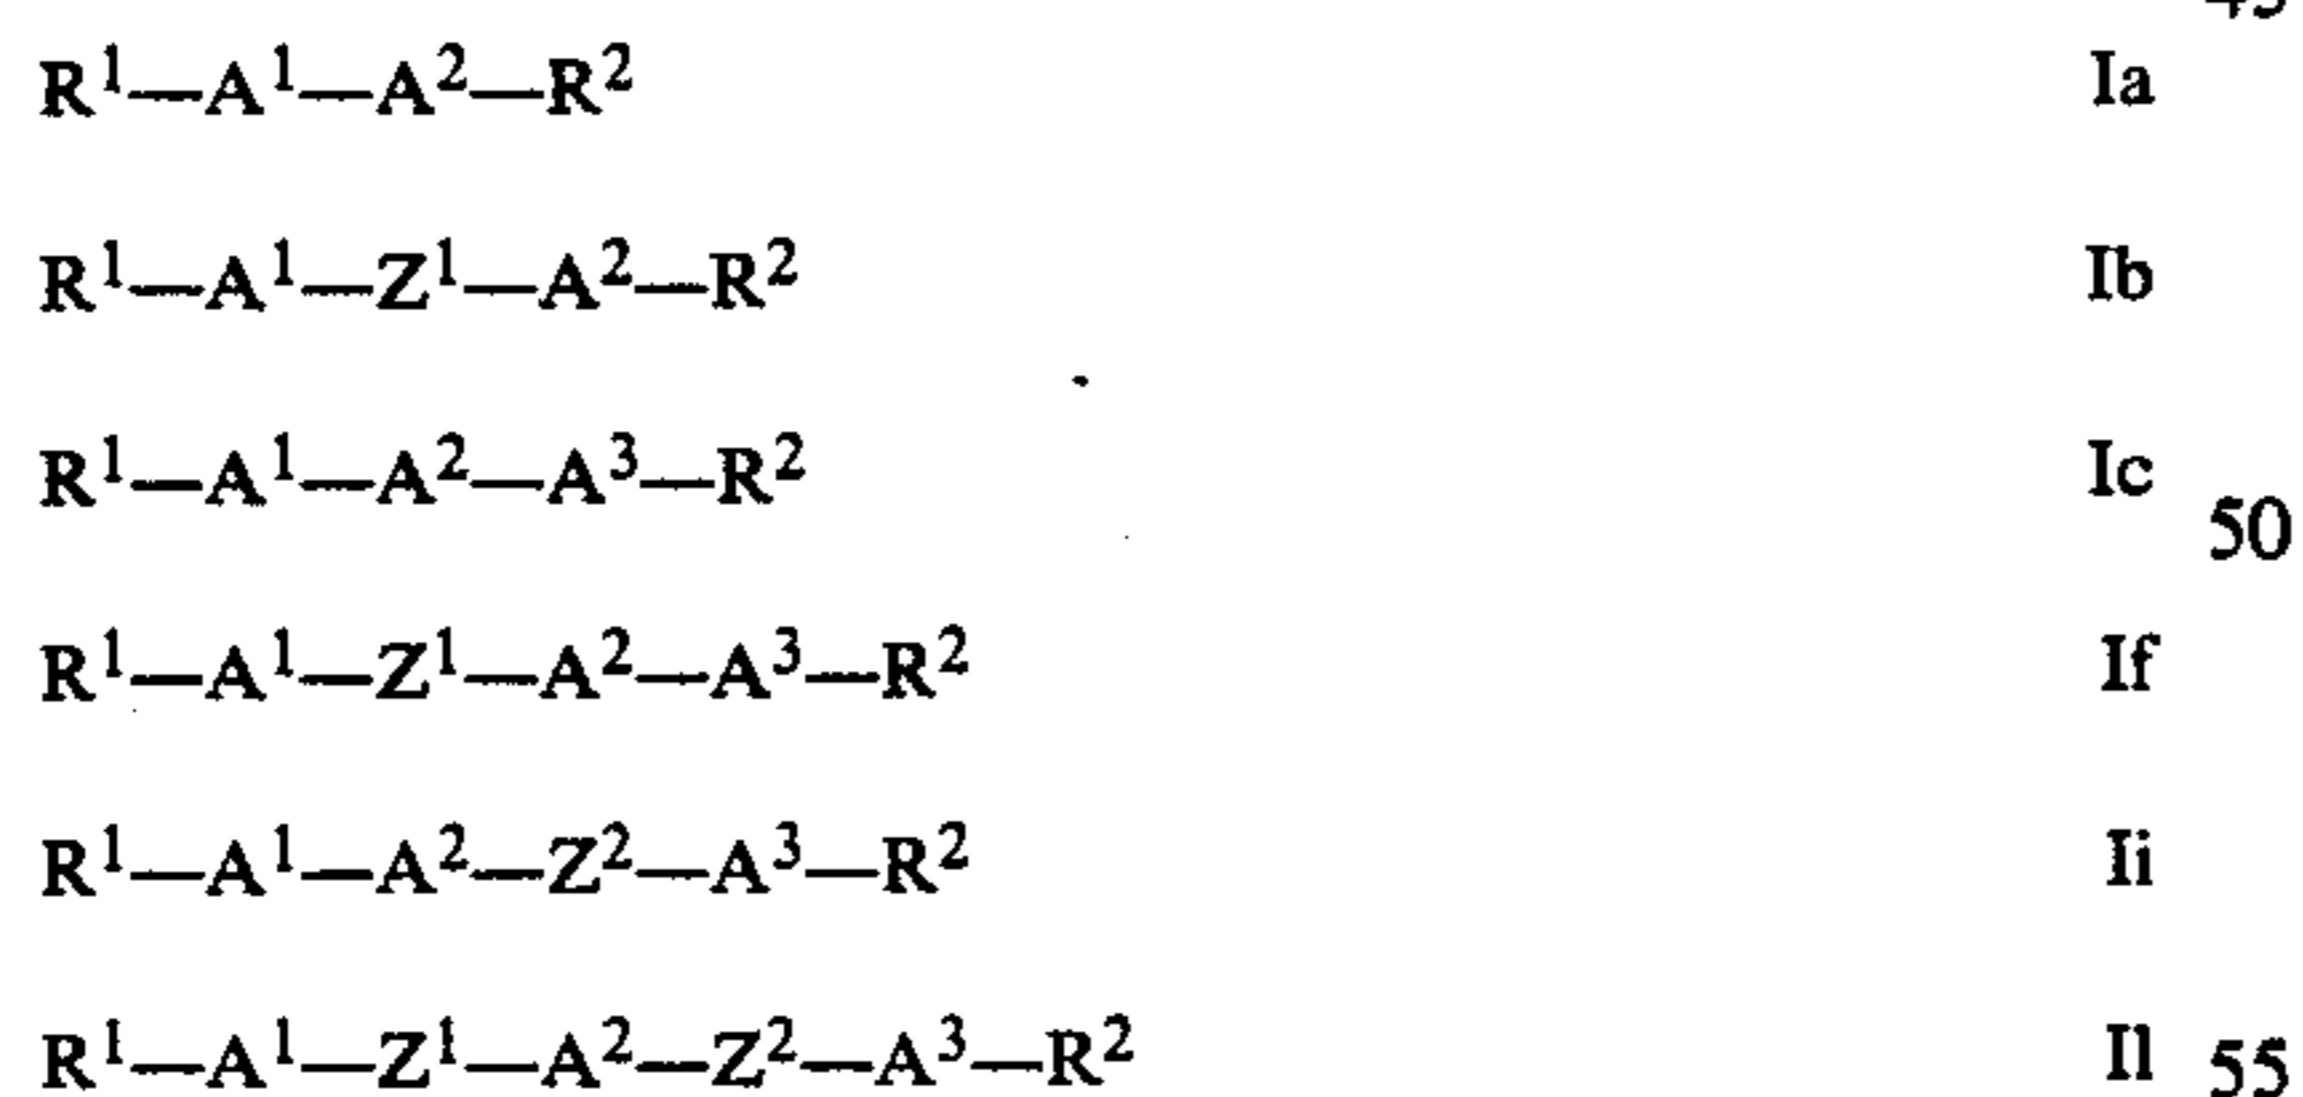 45
R¹—A¹—A²—R² Ia
R¹—A¹—Z¹—A²—R² Ib
R¹—A¹—A²—A³—R² Ic
50
R¹—A¹—Z¹—A²—A³—R² If
R¹—A¹—A²—Z²—A³—R² Ii
R¹—A¹—Z¹—A²—Z²—A³—R² Il 55